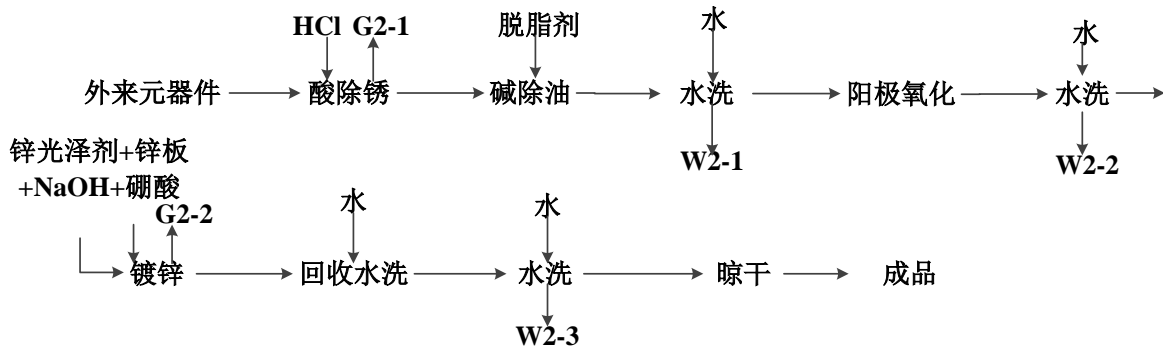 HCl G2-1
脱脂剂
水
水
外来元器件
酸除锈
碱除油
水洗
阳极氧化
水洗
W2-1
W2-2
锌光泽剂+锌板
+NaOH+硼酸
G2-2
水
水
镀锌
回收水洗
水洗
晾干
成品
W2-3